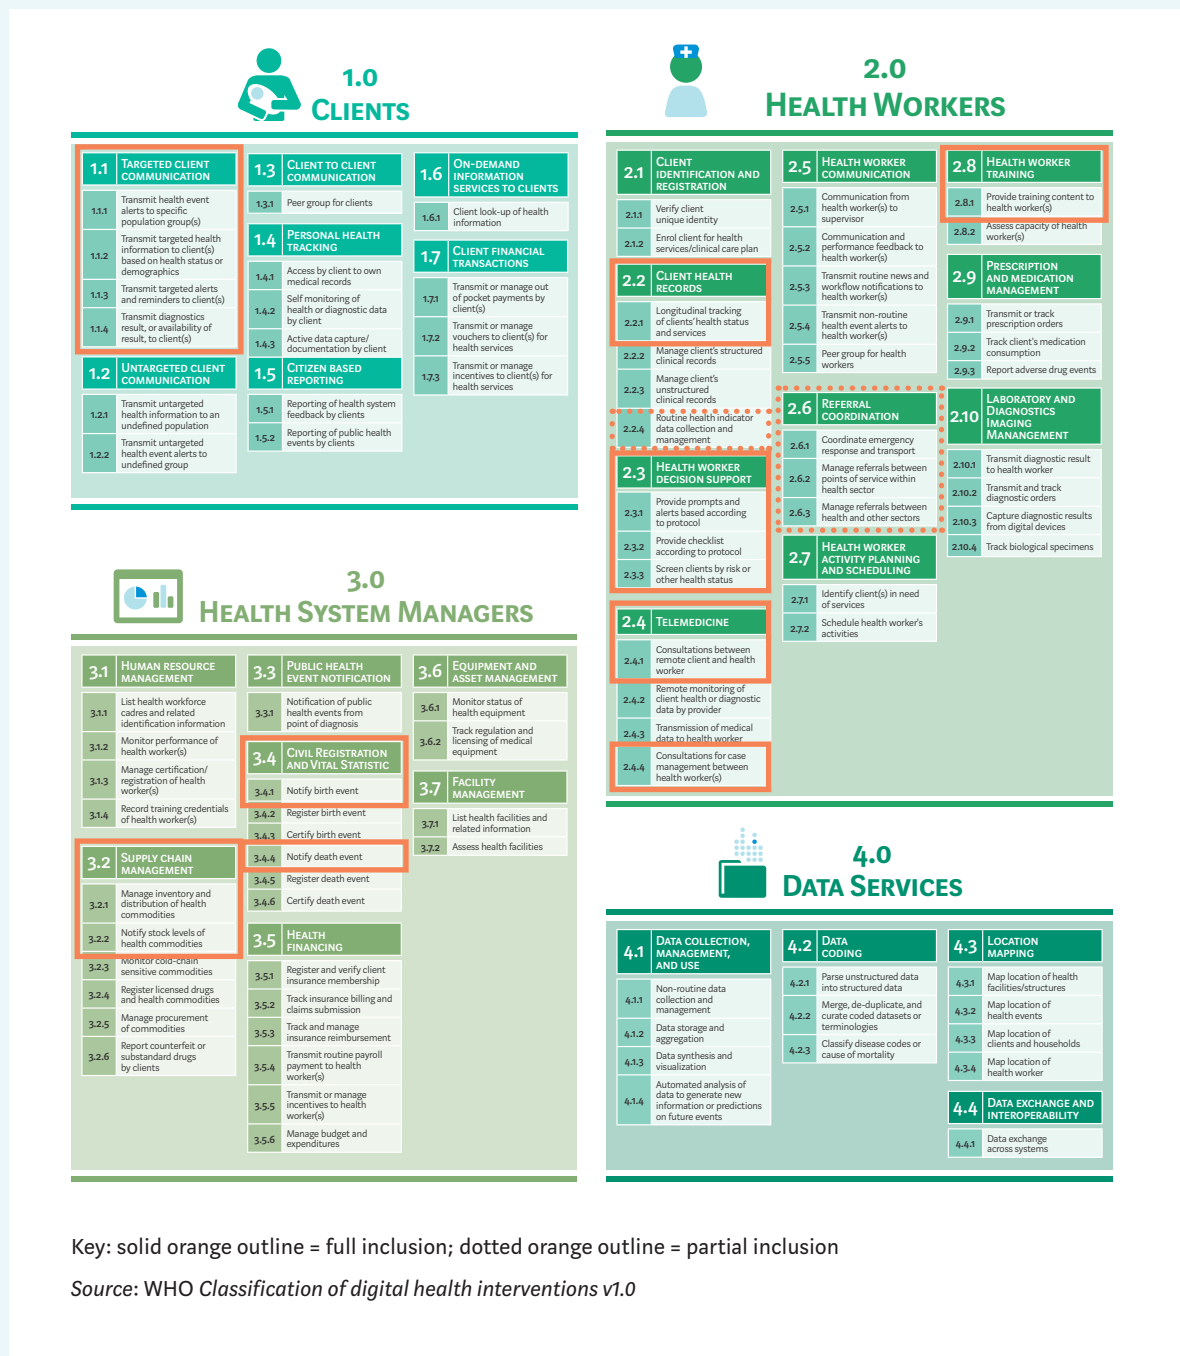 1.0
CLIENTS
1.1
TARGETED CLIENT
COMMUNICATION
1.1.1
Transmit health event
alerts to specific
population group(s)
1.1.2
Transmit targeted health
information to client(s)
based on health status or
demographics
1.1.3
Transmit targeted alerts
and reminders to client(s)
1.1.4
Transmit diagnostics
result, or availability of
result, to client(s)
1.2
UNTARGETED CLIENT
COMMUNICATION
1.2.1
Transmit untargeted
health information to an
undefined population
1.2.2
Transmit untargeted
health event alerts to
undefined group
1.3
CLIENT TO CLIENT
COMMUNICATION
1.3.1
Peer group for clients
1.4
PERSONAL HEALTH
TRACKING
1.4.1
Access by client to own
medical records
1.4.2
Self monitoring of
health or diagnostic data
by client
1.4.3
Active data capture/
documentation by client
1.5
CITIZEN BASED
REPORTING
1.5.1
Reporting of health system
feedback by clients
1.5.2
Reporting of public health
events by clients
1.6
ON-DEMAND
INFORMATION
SERVICES TO CLIENTS
1.6.1
Client look-up of health
information
1.7
CLIENT FINANCIAL
TRANSACTIONS
1.7.1
Transmit or manage out
of pocket payments by
client(s)
1.7.2
Transmit or manage
vouchers to client(s) for
health services
1.7.3
Transmit or manage
incentives to client(s) for
health services
2.0
HEALTH WORKERS
2.1
CLIENT
IDENTIFICATION AND
REGISTRATION
2.1.1
Verify client
unique identity
2.1.2
Enrol client for health
services/clinical care plan
2.2
CLIENT HEALTH
RECORDS
2.2.1
Longitudinal tracking
of clients' health status
and services
2.2.2
Manage client's structured
clinical records
2.2.3
Manage client's
unstructured
clinical records
2.2.4
Routine health indicator
data collection and
management
2.3
HEALTH WORKER
DECISION SUPPORT
2.3.1
Provide prompts and
alerts based according
to protocol
2.3.2
Provide checklist
according to protocol
2.3.3
Screen clients by risk or
other health status
2.4
TELEMEDICINE
2.4.1
Consultations between
remote client and health
worker
2.4.2
Remote monitoring of
client health or diagnostic
data by provider
2.4.3
Transmission of medical
data to health worker
2.4.4
Consultations for case
management between
health worker(s)
2.5
HEALTH WORKER
COMMUNICATION
2.5.1
Communication from
health worker(s) to
supervisor
2.5.2
Communication and
performance feedback to
health worker(s)
2.5.3
Transmit routine news and
workflow notifications to
health worker(s)
2.5.4
Transmit non-routine
health event alerts to
health worker(s)
2.5.5
Peer group for health
workers
2.6
REFERRAL
COORDINATION
2.6.1
Coordinate emergency
response and transport
2.6.2
Manage referrals between
points of service within
health sector
2.6.3
Manage referrals between
health and other sectors
2.7
HEALTH WORKER
ACTIVITY PLANNING
AND SCHEDULING
2.7.1
Identify client(s) in need
of services
2.7.2
Schedule health worker's
activities
2.8
HEALTH WORKER
TRAINING
2.8.1
Provide training content to
health worker(s)
2.8.2
Assess capacity of health
worker(s)
2.9
PRESCRIPTION
AND MEDICATION
MANAGEMENT
2.9.1
Transmit or track
prescription orders
2.9.2
Track client's medication
consumption
2.9.3
Report adverse drug events
2.10
LABORATORY AND
DIAGNOSTICS
IMAGING
MANANGEMENT
2.10.1
Transmit diagnostic result
to health worker
2.10.2
Transmit and track
diagnostic orders
2.10.3
Capture diagnostic results
from digital devices
2.10.4
Track biological specimens
3.0
HEALTH SYSTEM MANAGERS
3.1
HUMAN RESOURCE
MANAGEMENT
3.1.1
List health workforce
cadres and related
identification information
3.1.2
Monitor performance of
health worker(s)
3.1.3
Manage certification/
registration of health
worker(s)
3.1.4
Record training credentials
of health worker(s)
3.2
SUPPLY CHAIN
MANAGEMENT
3.2.1
Manage inventory and
distribution of health
commodities
3.2.2
Notify stock levels of
health commodities
3.2.3
Monitor cold-chain
sensitive commodities
3.2.4
Register licensed drugs
and health commodities
3.2.5
Manage procurement
of commodities
3.2.6
Report counterfeit or
substandard drugs
by clients
3.3
PUBLIC HEALTH
EVENT NOTIFICATION
3.3.1
Notification of public
health events from
point of diagnosis
3.4
CIVIL REGISTRATION
AND VITAL STATISTIC
3.4.1
Notify birth event
3.4.2
Register birth event
3.4.3
Certify birth event
3.4.4
Notify death event
3.4.5
Register death event
3.4.6
Certify death event
3.5
HEALTH
FINANCING
3.5.1
Register and verify client
insurance membership
3.5.2
Track insurance billing and
claims submission
3.5.3
Track and manage
insurance reimbursement
3.5.4
Transmit routine payroll
payment to health
worker(s)
3.5.5
Transmit or manage
incentives to health
worker(s)
3.5.6
Manage budget and
expenditures
3.6
EQUIPMENT AND
ASSET MANAGEMENT
3.6.1
Monitor status of
health equipment
3.6.2
Track regulation and
licensing of medical
equipment
3.7
FACILITY
MANAGEMENT
3.7.1
List health facilities and
related information
3.7.2
Assess health facilities
4.0
DATA SERVICES
4.1
DATA COLLECTION,
MANAGEMENT,
AND USE
4.1.1
Non-routine data
collection and
management
4.1.2
Data storage and
aggregation
4.1.3
Data synthesis and
visualization
4.1.4
Automated analysis of
data to generate new
information or predictions
on future events
4.2
DATA
CODING
4.2.1
Parse unstructured data
into structured data
4.2.2
Merge, de-duplicate, and
curate coded datasets or
terminologies
4.2.3
Classify disease codes or
cause of mortality
4.3
LOCATION
MAPPING
4.3.1
Map location of health
facilities/structures
4.3.2
Map location of
health events
4.3.3
Map location of
clients and households
4.3.4
Map location of
health worker
4.4
DATA EXCHANGE AND
INTEROPERABILITY
4.4.1
Data exchange
across systems
Key: solid orange outline = full inclusion; dotted orange outline = partial inclusion
Source: WHO Classification of digital health interventions v1.0